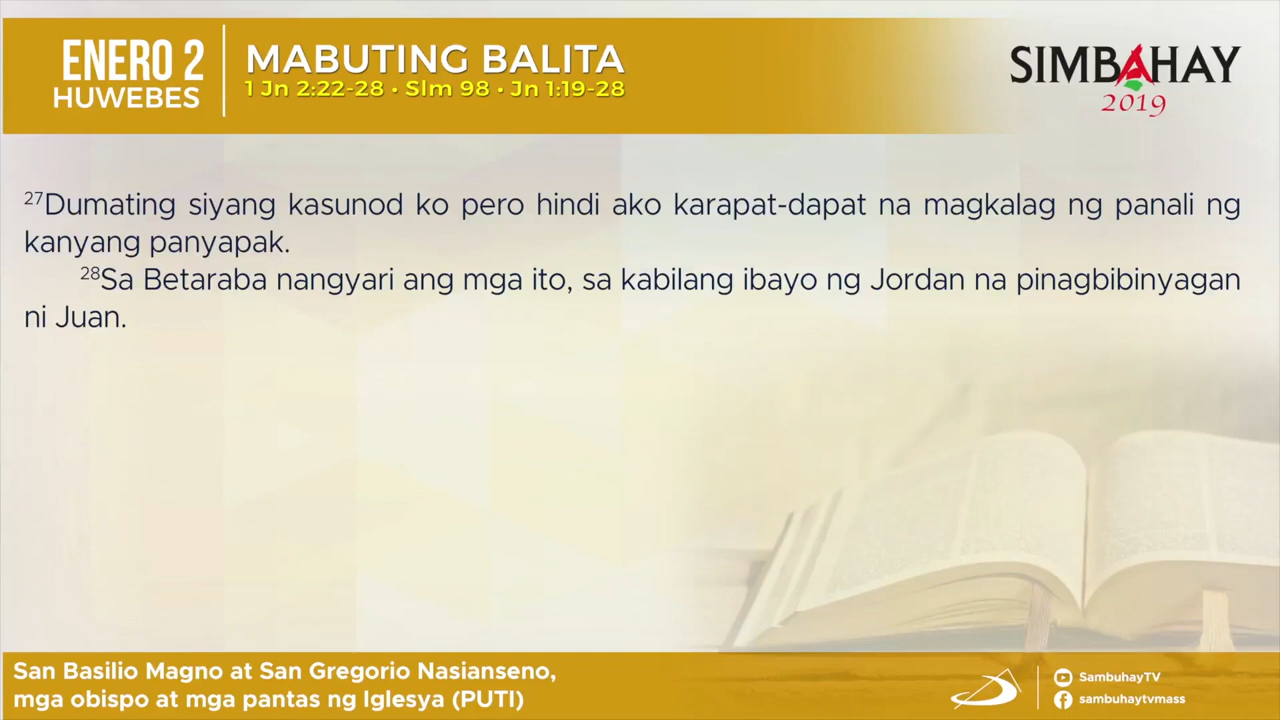 ENERO 2
HUWEBES
MABUTING BALITA
1 Jn 2:22-28 • Slm 98 • Jn 1:19-28
SIMBAHAY
2019
27Dumating siyang kasunod ko pero hindi ako karapat-dapat na magkalag ng panali ng
kanyang panyapak.
28Sa Betaraba nangyari ang mga ito, sa kabilang ibayo ng Jordan na pinagbibinyagan
ni Juan.
San Basilio Magno at San Gregorio Nasianseno,
mga obispo at mga pantas ng Iglesya (PUTI)
SambuhayTV
sambuhaytvmass